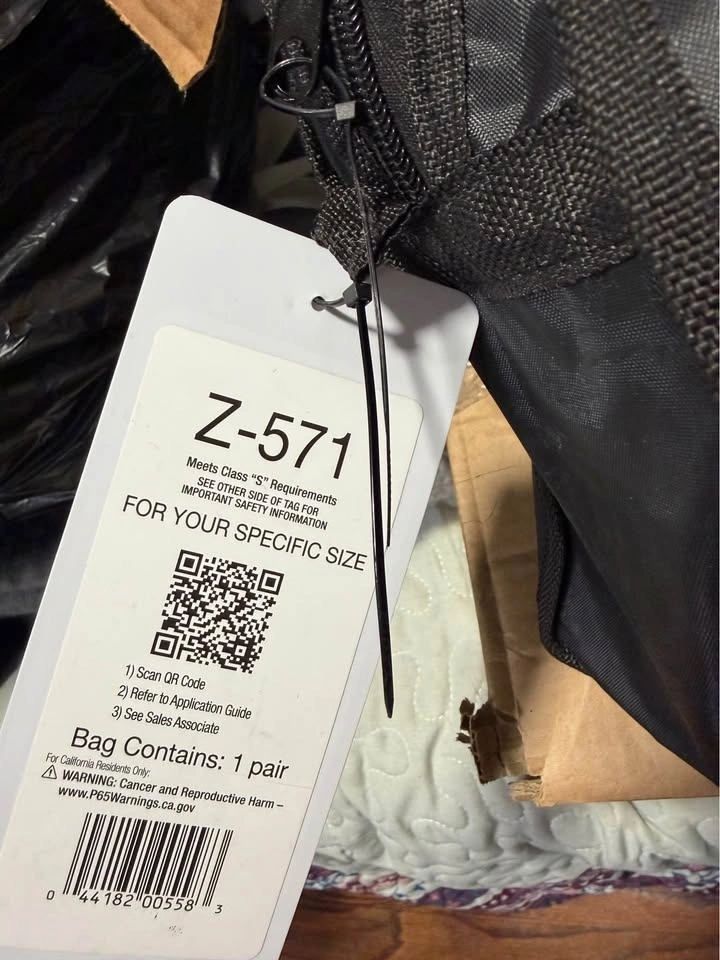 Z-571
Meets Class "S" Requirements
SEE OTHER SIDE OF TAG FOR
IMPORTANT SAFETY INFORMATION
FOR YOUR SPECIFIC SIZE
1) Scan QR Code
2) Refer to Application Guide
3) See Sales Associate
Bag Contains: 1 pair
For California Residents Only:
⚠ WARNING: Cancer and Reproductive Harm –
www.P65Warnings.ca.gov
0 44182 00558 3